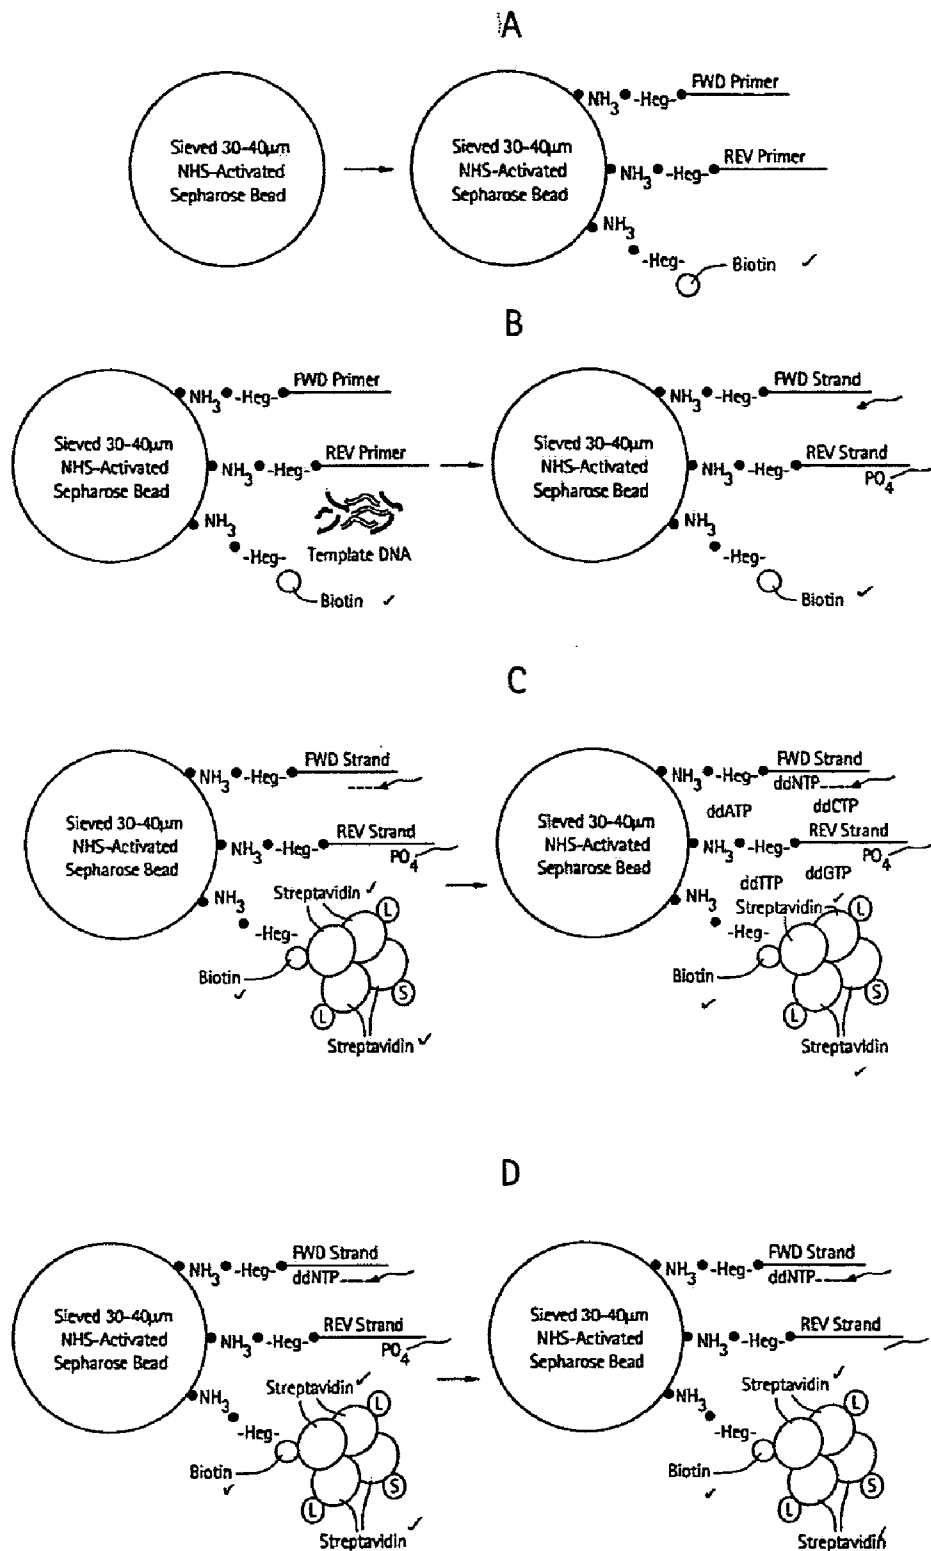 A
Sieved 30-40µm
NHS-Activated
Sepharose Bead
Sieved 30-40µm
NHS-Activated
Sepharose Bead
NH3 -Heg- FWD Primer
NH3 -Heg- REV Primer
NH3
-Heg-
Biotin ✓
B
Sieved 30-40µm
NHS-Activated
Sepharose Bead
NH3 -Heg- FWD Primer
NH3 -Heg- REV Primer
NH3
-Heg-
Template DNA
Biotin ✓
Sieved 30-40µm
NHS-Activated
Sepharose Bead
NH3 -Heg- FWD Strand
NH3 -Heg- REV Strand
PO4
NH3
-Heg-
Biotin ✓
C
Sieved 30-40µm
NHS-Activated
Sepharose Bead
NH3 -Heg- FWD Strand
NH3 -Heg- REV Strand
PO4
NH3
-Heg-
Streptavidin ✓
L
S
L
Biotin
✓
Streptavidin ✓
Sieved 30-40µm
NHS-Activated
Sepharose Bead
NH3 -Heg- FWD Strand
ddNTP
ddATP ddCTP
NH3 -Heg- REV Strand
PO4
ddTTP ddGTP
NH3
-Heg-
Streptavidin ✓
L
S
L
Biotin
✓
Streptavidin
✓
D
Sieved 30-40µm
NHS-Activated
Sepharose Bead
NH3 -Heg- FWD Strand
ddNTP
NH3 -Heg- REV Strand
PO4
NH3
-Heg-
Streptavidin ✓
L
S
L
Biotin
✓
Streptavidin ✓
Sieved 30-40µm
NHS-Activated
Sepharose Bead
NH3 -Heg- FWD Strand
ddNTP
NH3 -Heg- REV Strand
NH3
-Heg-
Streptavidin ✓
L
S
L
Biotin
✓
Streptavidin ✓